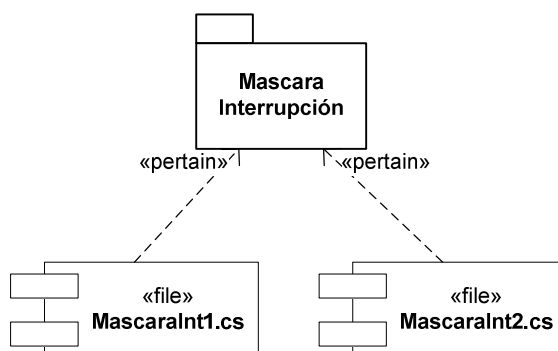 Mascara
Interrupción
«pertain» «pertain»
«file» «file»
MascaraInt1.cs MascaraInt2.cs